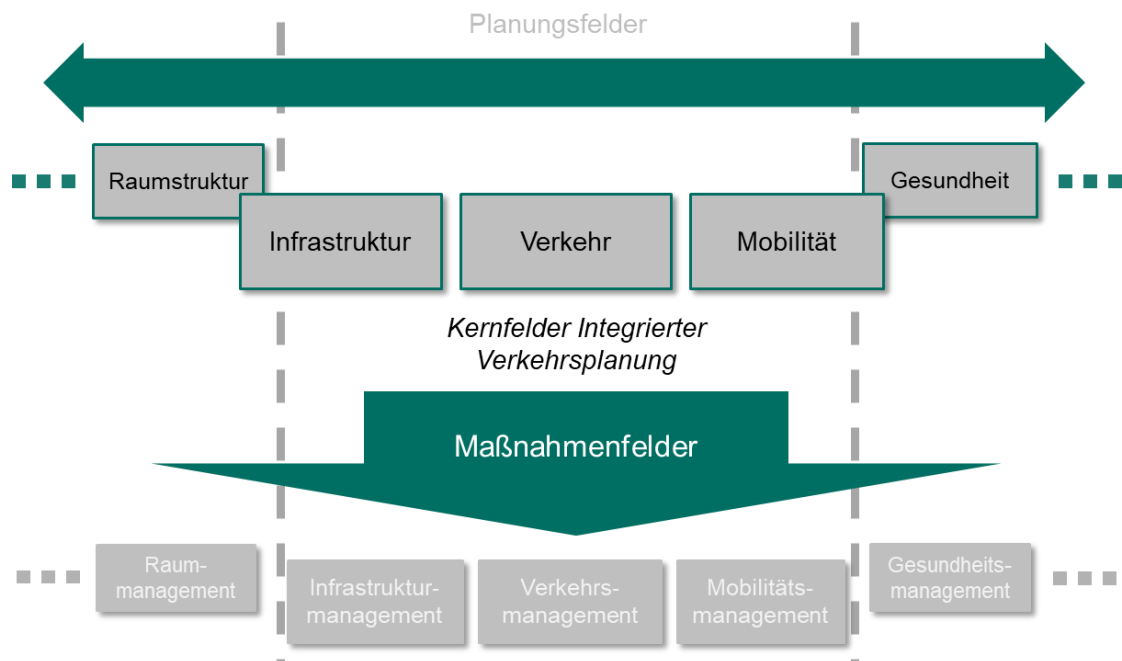 Planungsfelder
Raumstruktur
Gesundheit
Infrastruktur
Verkehr
Mobilität
Kernfelder Integrierter
Verkehrsplanung
Maßnahmenfelder
Raum-
management
Infrastruktur-
management
Verkehrs-
management
Mobilitäts-
management
Gesundheits-
management